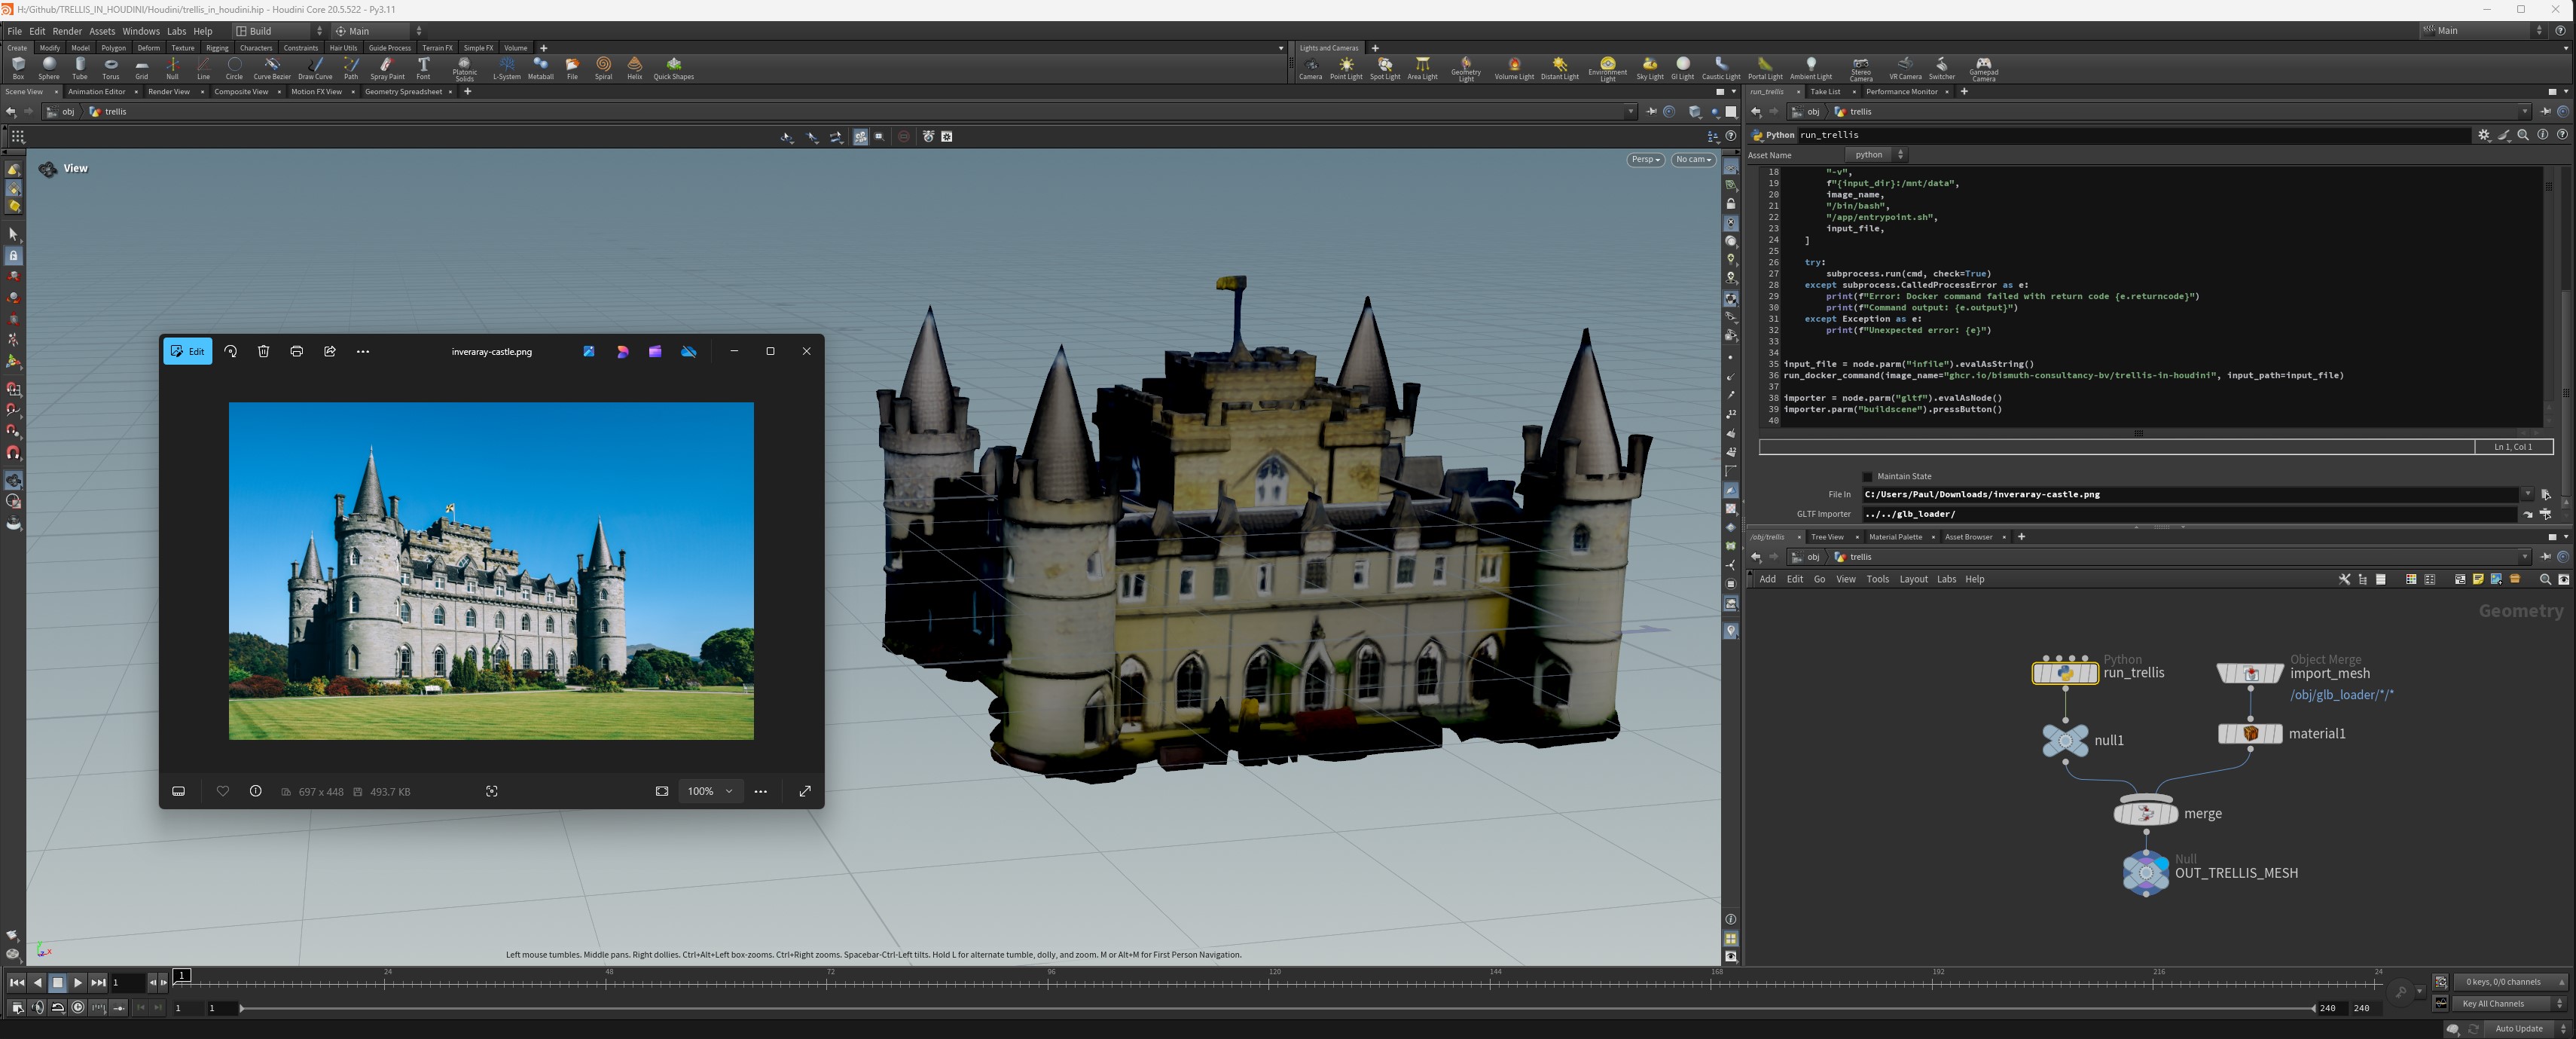 H:/Github/TRELLIS_IN_HOUDINI/Houdini/trellis_in_houdini.hip - Houdini Core 20.5.522 - Py3.11
File Edit Render Assets Windows Labs Help Build Main
Main
Create Modify Model Polygon Deform Texture Rigging Characters Constraints Hair Utils Guide Process Terrain FX Simple FX Volume
Lights and Cameras
Box Sphere Tube Torus Grid Null Line Circle Curve Bezier Draw Curve Path Spray Paint Font Platonic Solids L-System Metaball File Spiral Helix Quick Shapes
Camera Point Light Spot Light Area Light Geometry Light Volume Light Distant Light Environment Light Sky Light GI Light Caustic Light Portal Light Ambient Light Stereo Camera VR Camera Switcher Gamepad Camera
Scene View Animation Editor Render View Composite View Motion FX View Geometry Spreadsheet
obj trellis
View
Persp No cam
Edit
inveraray-castle.png
697 x 448 493.7 KB
100%
Left mouse tumbles. Middle pans. Right dollies. Ctrl+Alt+Left box-zooms. Ctrl+Right zooms. Spacebar-Ctrl-Left tilts. Hold L for alternate tumble, dolly, and zoom. M or Alt+M for First Person Navigation.
run_trellis Take List Performance Monitor
obj trellis
Python run_trellis
Asset Name python
18 "-v",
19 f"{input_dir}:/mnt/data",
20 image_name,
21 "/bin/bash",
22 "/app/entrypoint.sh",
23 input_file,
24 ]
25
26 try:
27 subprocess.run(cmd, check=True)
28 except subprocess.CalledProcessError as e:
29 print(f"Error: Docker command failed with return code {e.returncode}")
30 print(f"Command output: {e.output}")
31 except Exception as e:
32 print(f"Unexpected error: {e}")
33
34
35 input_file = node.parm("infile").evalAsString()
36 run_docker_command(image_name="ghcr.io/bismuth-consultancy-bv/trellis-in-houdini", input_path=input_file)
37
38 importer = node.parm("gltf").evalAsNode()
39 importer.parm("buildscene").pressButton()
40
Ln 1, Col 1
Maintain State
File In C:/Users/Paul/Downloads/inveraray-castle.png
GLTF Importer ../../glb_loader/
/obj/trellis Tree View Material Palette Asset Browser
obj trellis
Add Edit Go View Tools Layout Labs Help
Geometry
Python
run_trellis
Object Merge
import_mesh
/obj/glb_loader/*/*
null1
material1
merge
Null
OUT_TRELLIS_MESH
1 1 24 48 72 96 120 144 168 192 216 24
0 keys, 0/0 channels
1 1 240 240
Key All Channels
Auto Update